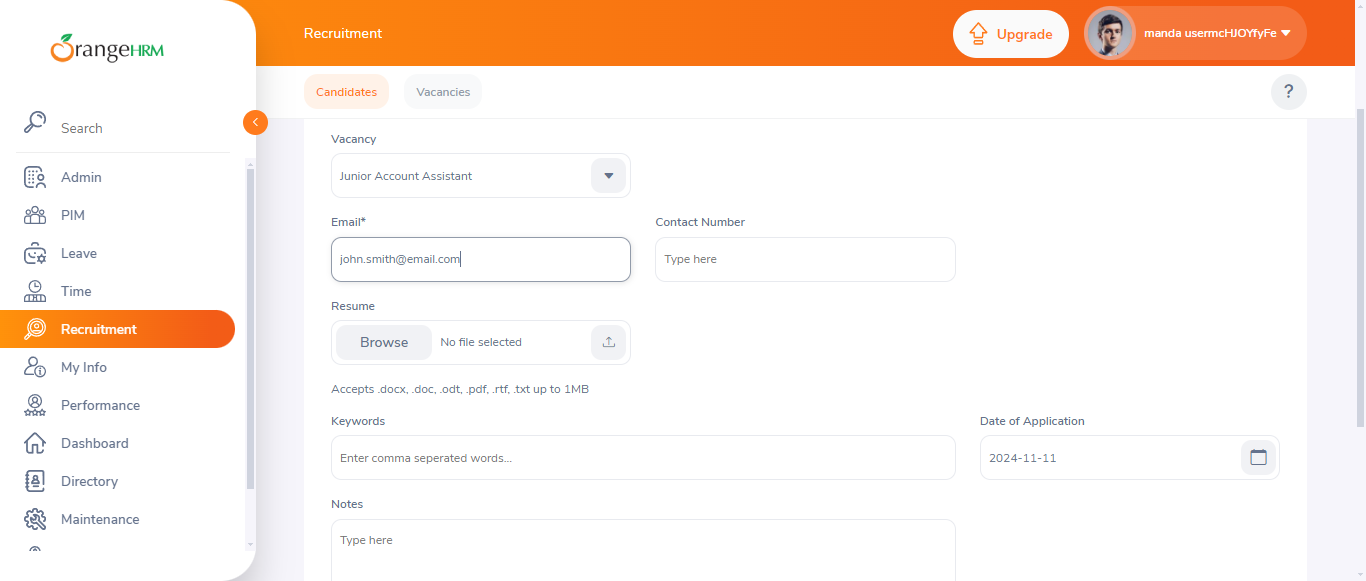 OrangeHRM
Recruitment
Upgrade
manda usermcHJOYfyFe
Candidates
Vacancies
?
Search
Admin
PIM
Leave
Time
Recruitment
My Info
Performance
Dashboard
Directory
Maintenance
Vacancy
Junior Account Assistant
Email*
Contact Number
john.smith@email.com
Type here
Resume
Browse
No file selected
Accepts .docx, .doc, .odt, .pdf, .rtf, .txt up to 1MB
Keywords
Date of Application
Enter comma seperated words...
2024-11-11
Notes
Type here